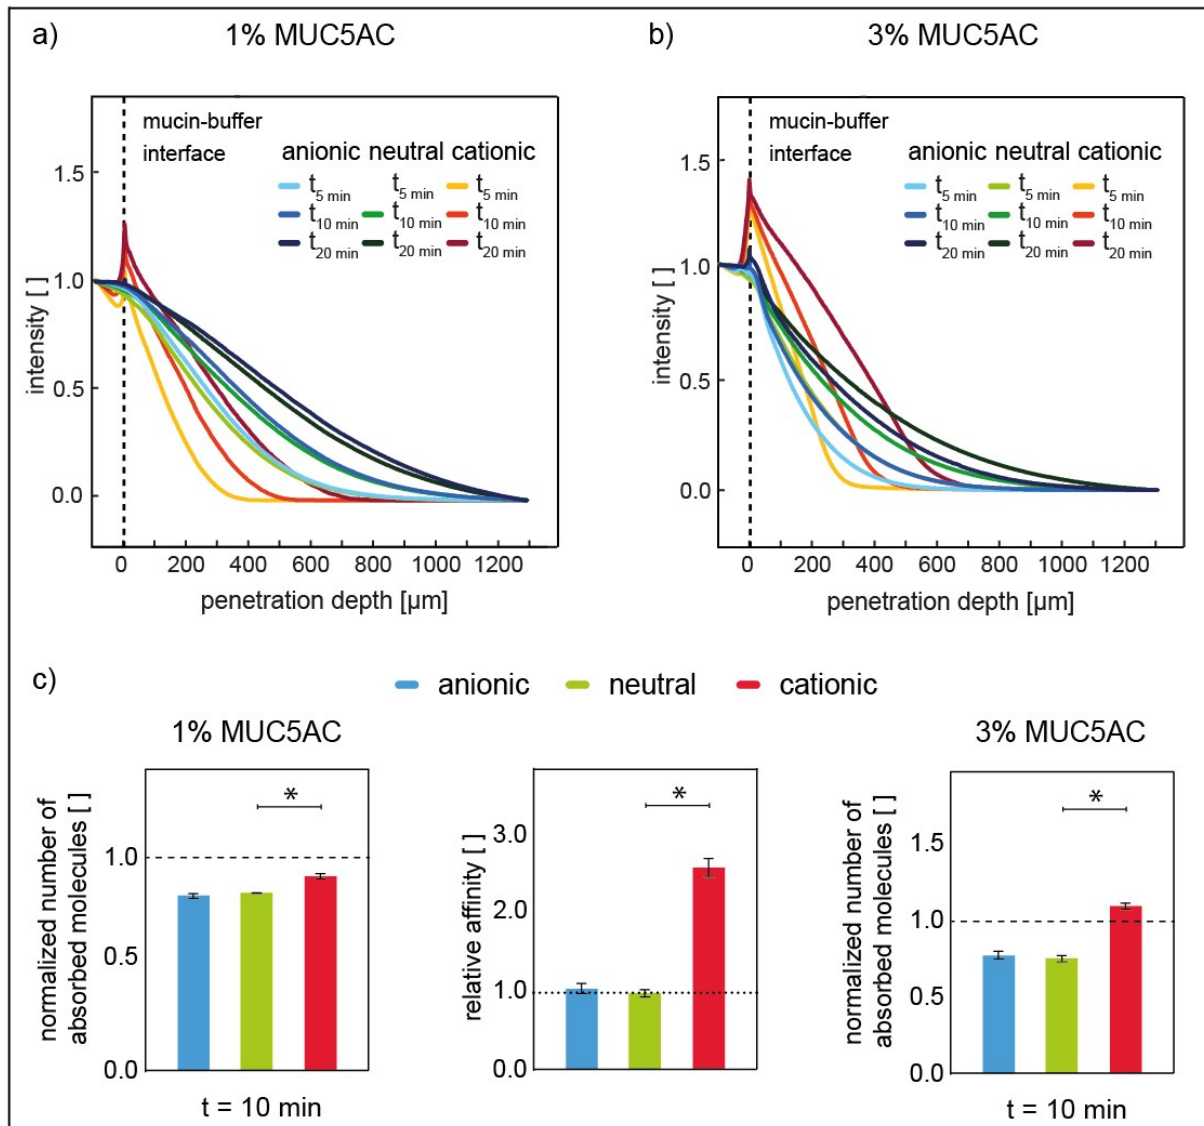 a)
1% MUC5AC
mucin-buffer
interface
anionic neutral cationic
t5 min t5 min t5 min
t10 min t10 min t10 min
t20 min t20 min t20 min
1.5
1.0
0.5
0.0
intensity [ ]
0 200 400 600 800 1000 1200
penetration depth [µm]
b)
3% MUC5AC
mucin-buffer
interface
anionic neutral cationic
t5 min t5 min t5 min
t10 min t10 min t10 min
t20 min t20 min t20 min
1.5
1.0
0.5
0.0
intensity [ ]
0 200 400 600 800 1000 1200
penetration depth [µm]
c)
anionic neutral cationic
1% MUC5AC
normalized number of
absorbed molecules [ ]
1.0
0.5
0.0
*
t = 10 min
relative affinity [ ]
3.0
2.0
1.0
0.0
*
3% MUC5AC
normalized number of
absorbed molecules [ ]
1.5
1.0
0.5
0.0
*
t = 10 min